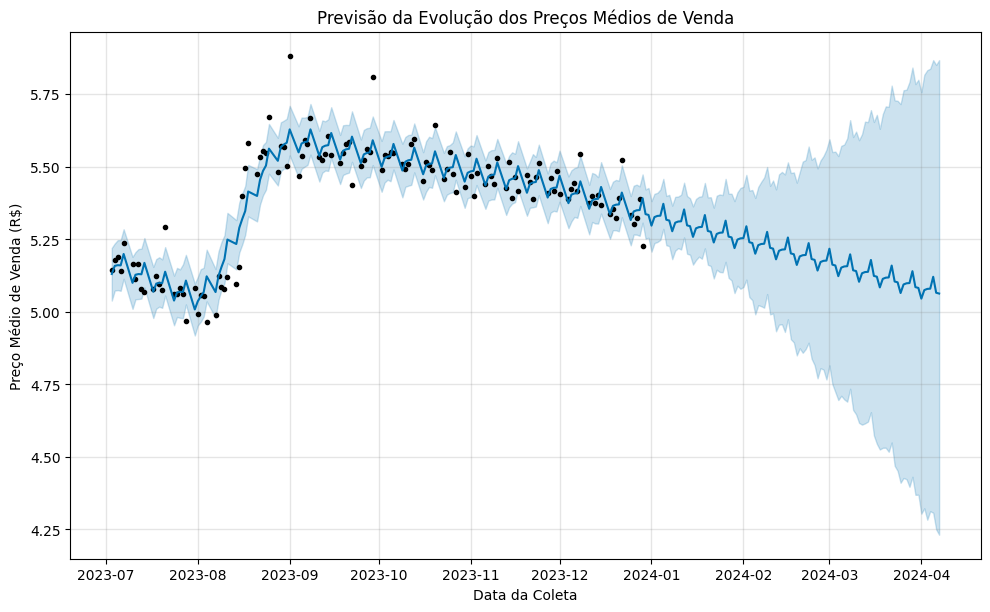 Previsão da Evolução dos Preços Médios de Venda
Preço Médio de Venda (R$)
5.75
5.50
5.25
5.00
4.75
4.50
4.25
2023-07 2023-08 2023-09 2023-10 2023-11 2023-12 2024-01 2024-02 2024-03 2024-04
Data da Coleta